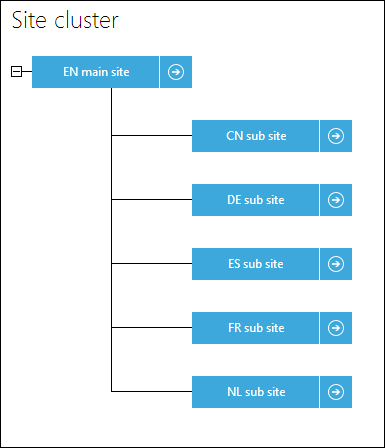 Site cluster
EN main site
CN sub site
DE sub site
ES sub site
FR sub site
NL sub site